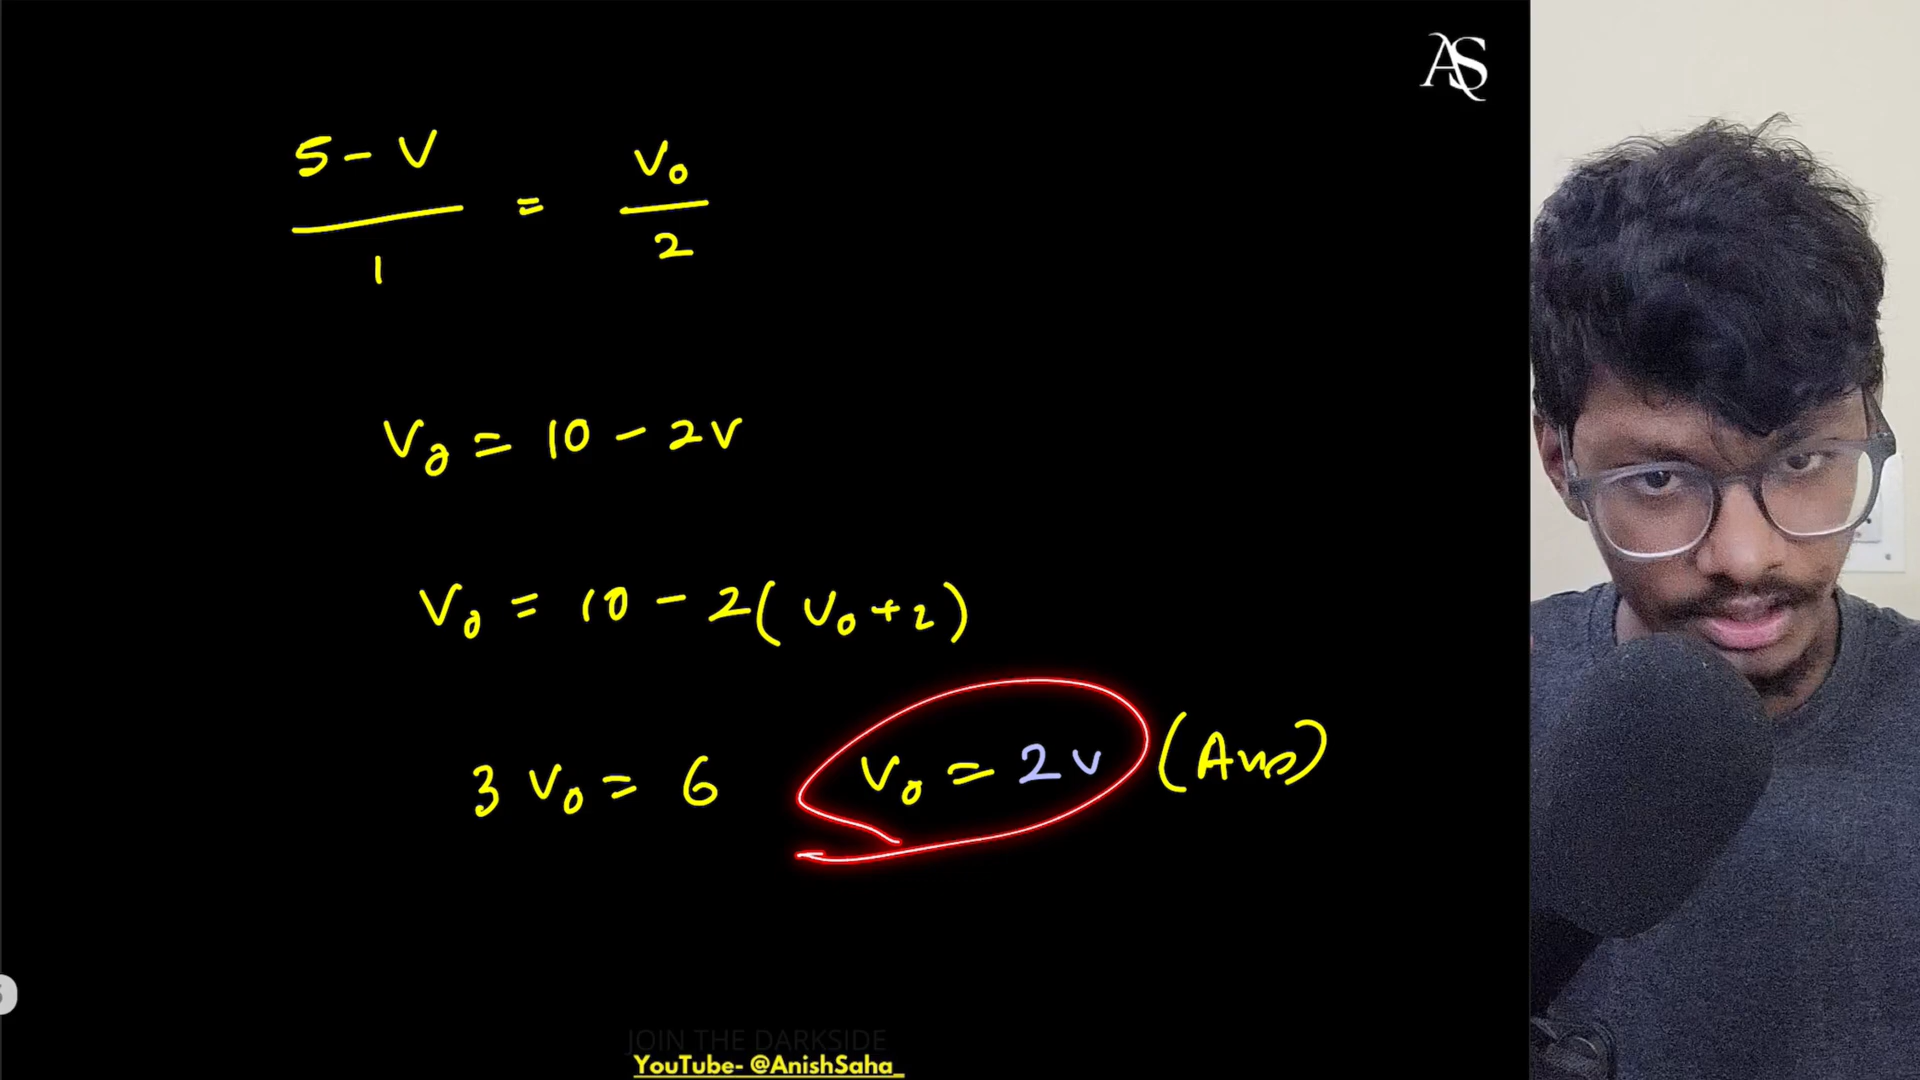 AS
5 - V / 1 = V₀ / 2
V₀ = 10 - 2V
V₀ = 10 - 2( V₀ + 2)
3 V₀ = 6 V₀ = 2 V (Ans)
JOIN THE DARKSIDE
YouTube- @AnishSaha_